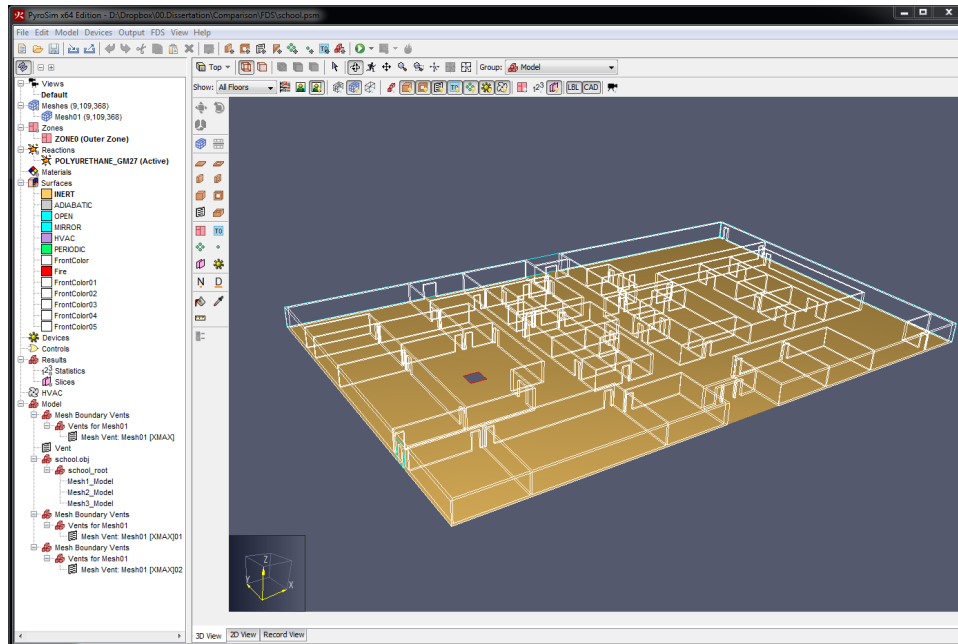 PyroSim x64 Edition - D:\Dropbox\00.Dissertation\Comparison\FDS\school.psm
File Edit Model Devices Output FDS View Help
Top
Group: Model
Show: All Floors
LBL CAD
Views
Default
Meshes (9,109,368)
Mesh01 (9,109,368)
Zones
ZONE0 (Outer Zone)
Reactions
POLYURETHANE_GM27 (Active)
Materials
Surfaces
INERT
ADIABATIC
OPEN
MIRROR
HVAC
PERIODIC
FrontColor
Fire
FrontColor01
FrontColor02
FrontColor03
FrontColor04
FrontColor05
Devices
Controls
Results
Statistics
Slices
HVAC
Model
Mesh Boundary Vents
Vents for Mesh01
Mesh Vent: Mesh01 [XMAX]
Vent
school.obj
school_root
Mesh1_Model
Mesh2_Model
Mesh3_Model
Mesh Boundary Vents
Vents for Mesh01
Mesh Vent: Mesh01 [XMAX]01
Mesh Boundary Vents
Vents for Mesh01
Mesh Vent: Mesh01 [XMAX]02
N D
Z
Y X
3D View 2D View Record View